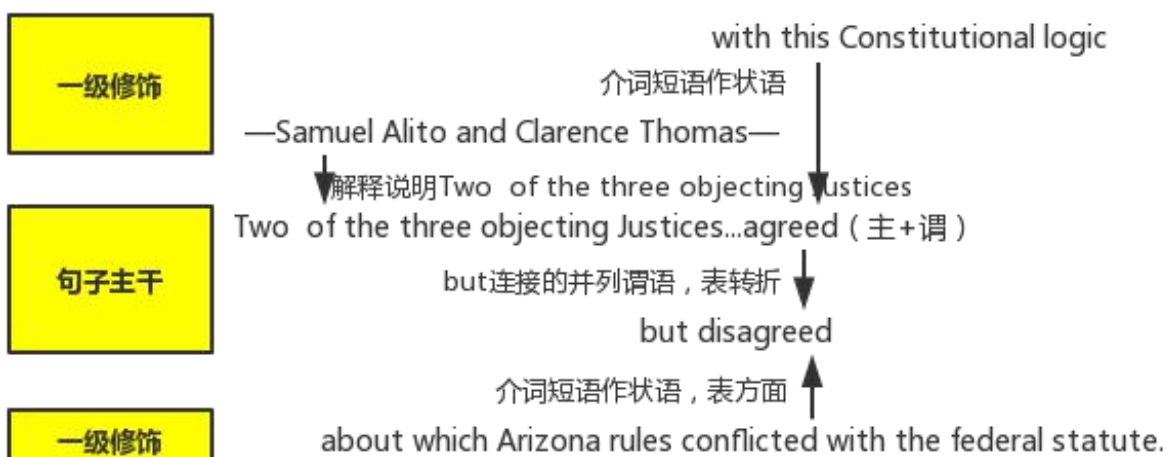 with this Constitutional logic
一级修饰
介词短语作状语
—Samuel Alito and Clarence Thomas—
解释说明Two of the three objecting Justices
Two of the three objecting Justices...agreed（主+谓）
句子主干
but连接的并列谓语，表转折
but disagreed
介词短语作状语，表方面
一级修饰
about which Arizona rules conflicted with the federal statute.